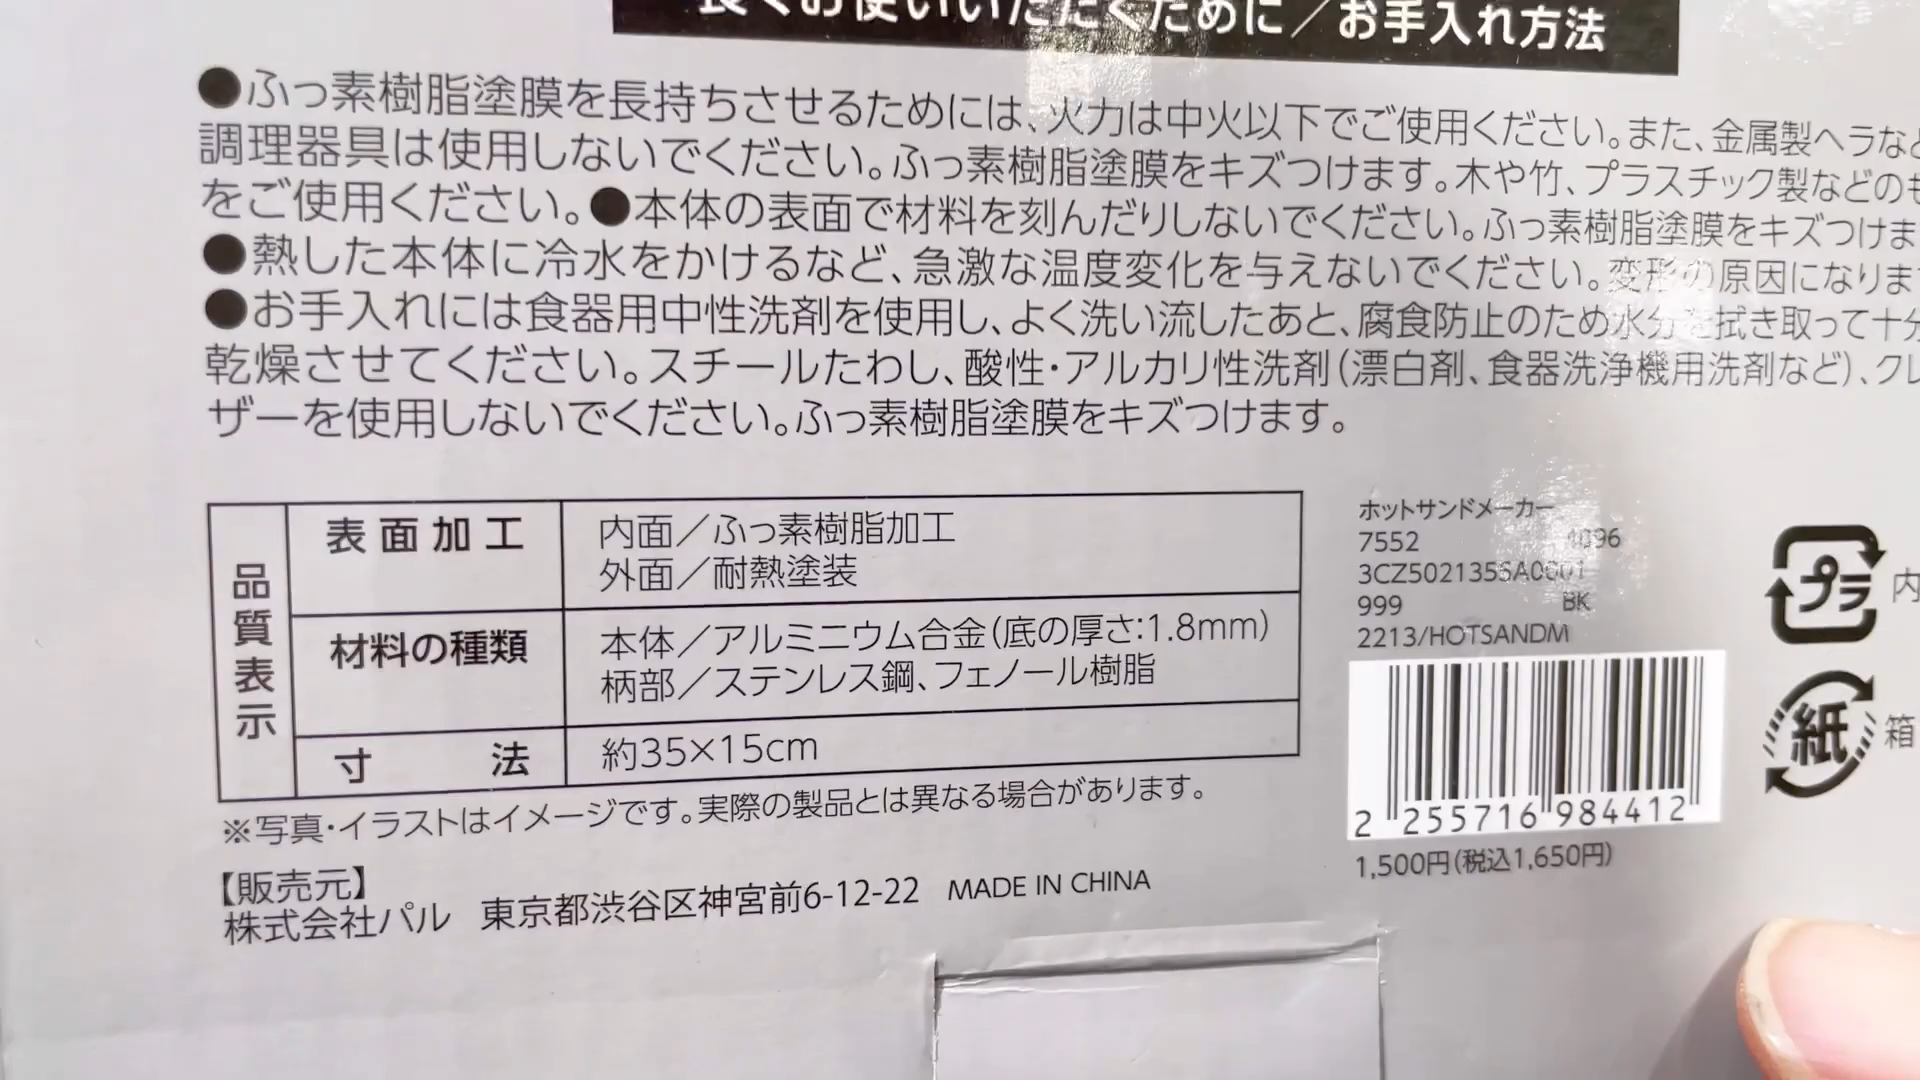 長くお使いいただくために／お手入れ方法
●ふっ素樹脂塗膜を長持ちさせるためには、火力は中火以下でご使用ください。また、金属製ヘラなど
調理器具は使用しないでください。ふっ素樹脂塗膜をキズつけます。木や竹、プラスチック製などのも
をご使用ください。●本体の表面で材料を刻んだりしないでください。ふっ素樹脂塗膜をキズつけま
●熱した本体に冷水をかけるなど、急激な温度変化を与えないでください。変形の原因になりま
●お手入れには食器用中性洗剤を使用し、よく洗い流したあと、腐食防止のため水分を拭き取って十分
乾燥させてください。スチールたわし、酸性・アルカリ性洗剤（漂白剤、食器洗浄機用洗剤など）、クレ
ザーを使用しないでください。ふっ素樹脂塗膜をキズつけます。
品質表示
表面加工 内面／ふっ素樹脂加工
外面／耐熱塗装
材料の種類 本体／アルミニウム合金（底の厚さ：1.8mm）
柄部／ステンレス鋼、フェノール樹脂
寸法 約35×15cm
※写真・イラストはイメージです。実際の製品とは異なる場合があります。
【販売元】
株式会社パル 東京都渋谷区神宮前6-12-22 MADE IN CHINA
ホットサンドメーカー
7552 4096
999 BK
2213/HOTSANDM
2 255716 984412
1,500円（税込1,650円）
プラ 内
紙 箱